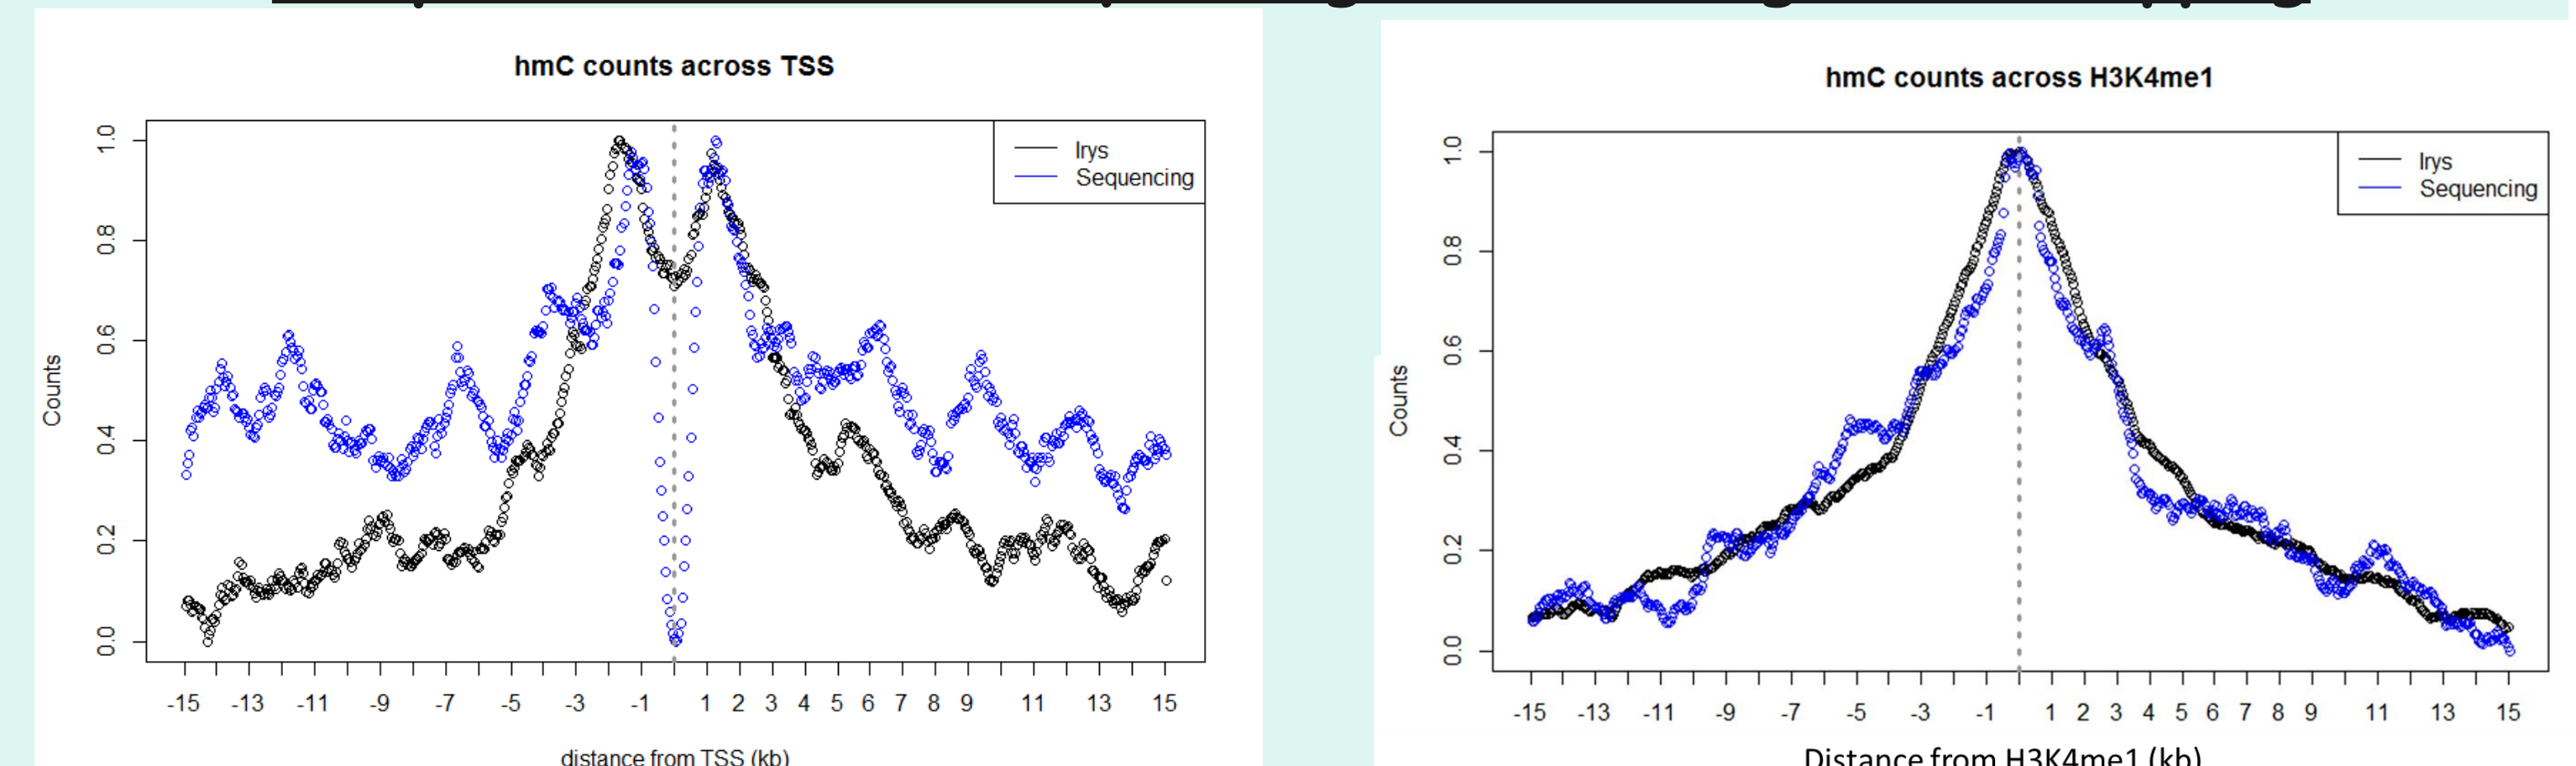 hmC counts across TSS
Irys
Sequencing
Counts
1.0
0.8
0.6
0.4
0.2
0.0
-15 -13 -11 -9 -7 -5 -3 -1 1 2 3 4 5 6 7 8 9 11 13 15
distance from TSS (kb)
hmC counts across H3K4me1
Irys
Sequencing
Counts
1.0
0.8
0.6
0.4
0.2
0.0
-15 -13 -11 -9 -7 -5 -3 -1 1 2 3 4 5 6 7 8 9 11 13 15
Distance from H3K4me1 (kb)